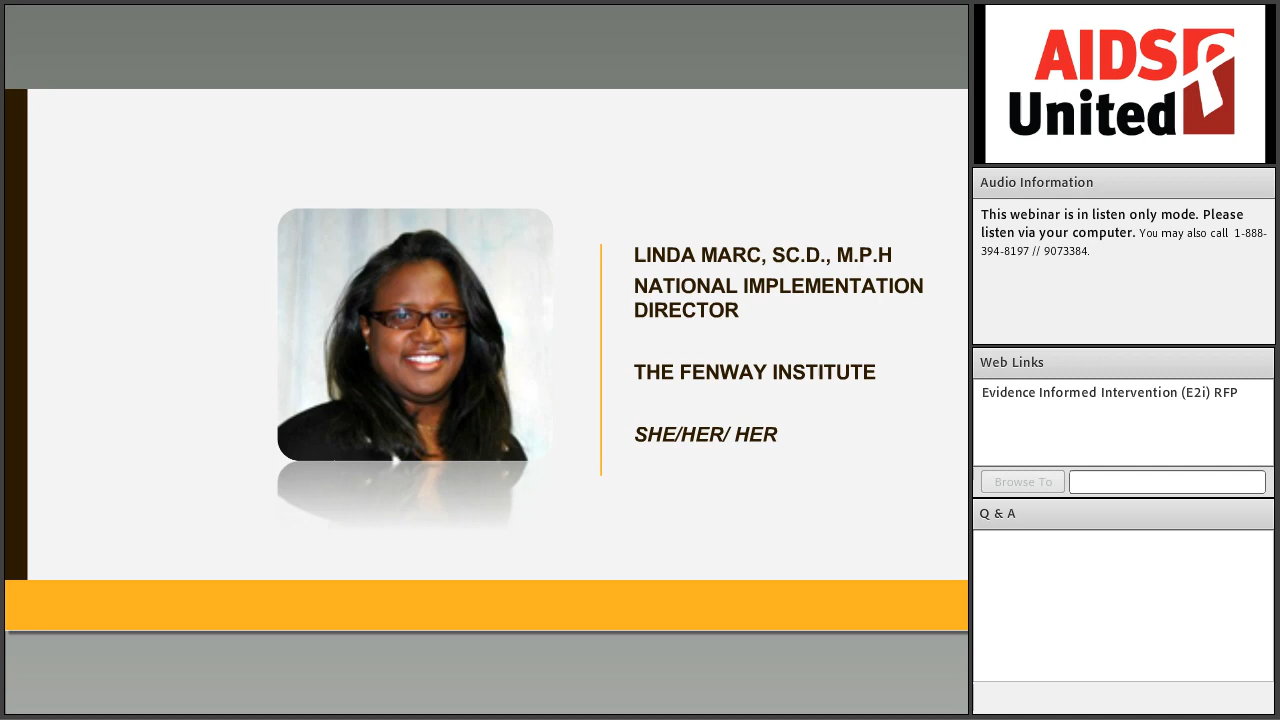 LINDA MARC, SC.D., M.P.H
NATIONAL IMPLEMENTATION
DIRECTOR
THE FENWAY INSTITUTE
SHE/HER/ HER
AIDS
United
Audio Information
This webinar is in listen only mode. Please
listen via your computer. You may also call 1-888-
394-8197 // 9073384.
Web Links
Evidence Informed Intervention (E2i) RFP
Browse To
Q & A